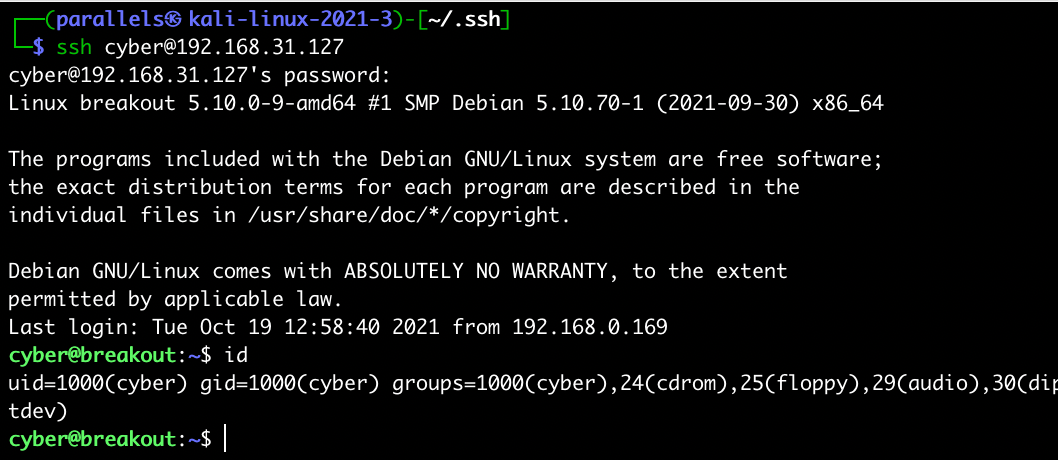 ┌──(parallels㉿kali-linux-2021-3)-[~/.ssh]
└─$ ssh cyber@192.168.31.127
cyber@192.168.31.127's password:
Linux breakout 5.10.0-9-amd64 #1 SMP Debian 5.10.70-1 (2021-09-30) x86_64

The programs included with the Debian GNU/Linux system are free software;
the exact distribution terms for each program are described in the
individual files in /usr/share/doc/*/copyright.

Debian GNU/Linux comes with ABSOLUTELY NO WARRANTY, to the extent
permitted by applicable law.
Last login: Tue Oct 19 12:58:40 2021 from 192.168.0.169
cyber@breakout:~$ id
uid=1000(cyber) gid=1000(cyber) groups=1000(cyber),24(cdrom),25(floppy),29(audio),30(dip
tdev)
cyber@breakout:~$